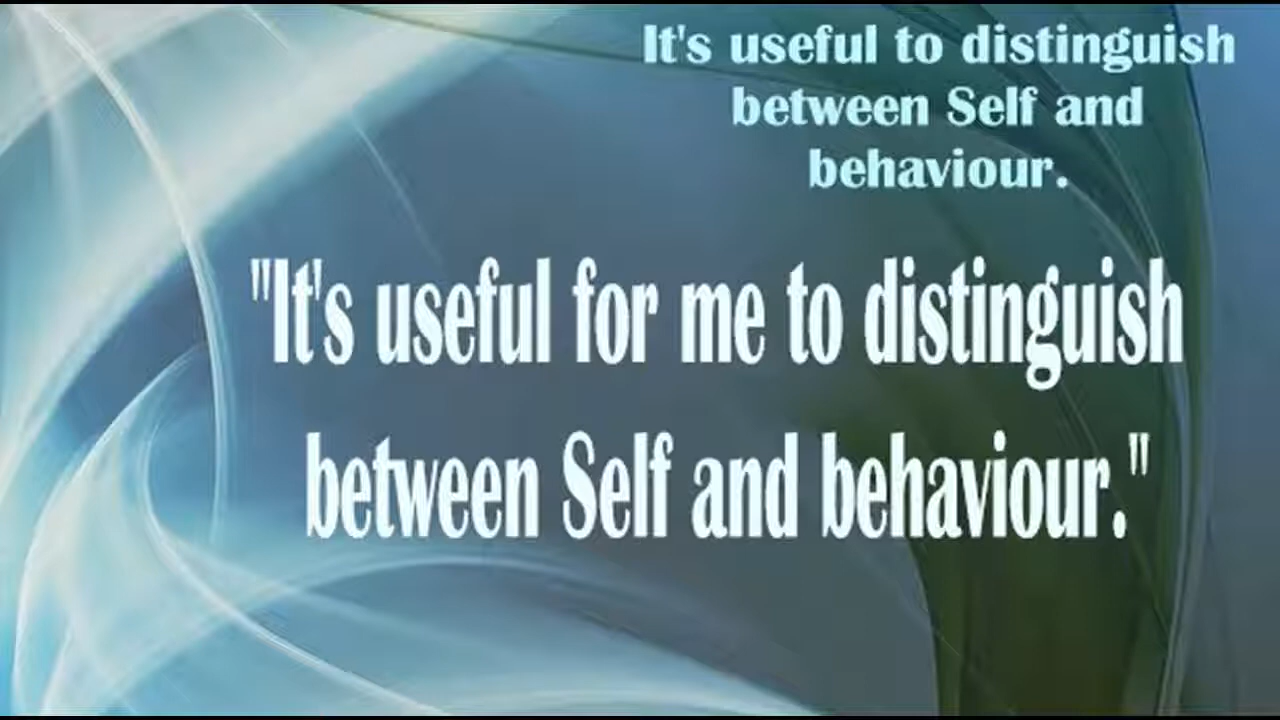 It's useful to distinguish
between Self and
behaviour.
"It's useful for me to distinguish
between Self and behaviour."